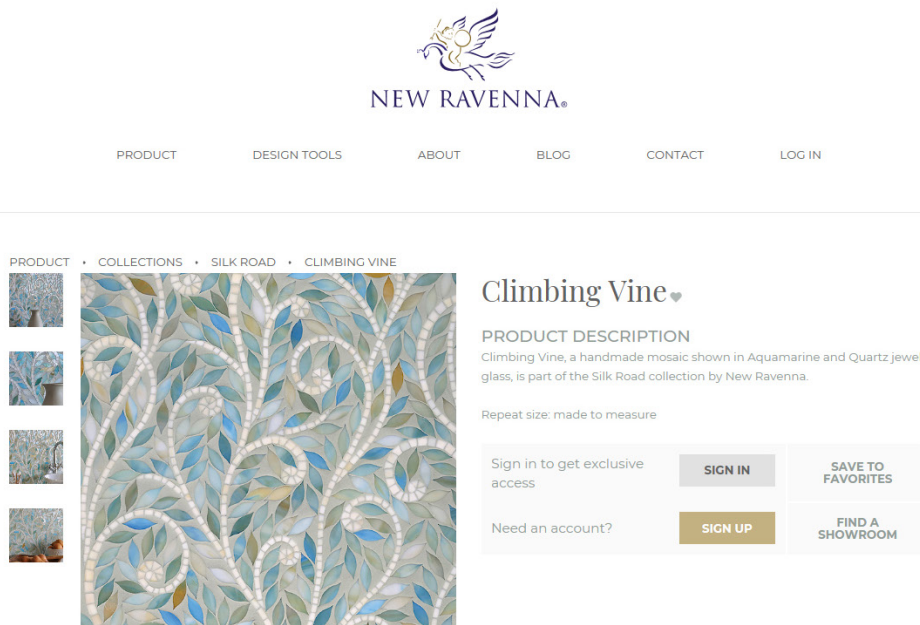 NEW RAVENNA®
PRODUCT
DESIGN TOOLS
ABOUT
BLOG
CONTACT
LOG IN
PRODUCT • COLLECTIONS • SILK ROAD • CLIMBING VINE
Climbing Vine
PRODUCT DESCRIPTION
Climbing Vine, a handmade mosaic shown in Aquamarine and Quartz jewe
glass, is part of the Silk Road collection by New Ravenna.
Repeat size: made to measure
Sign in to get exclusive
access
SIGN IN
SAVE TO
FAVORITES
Need an account?
SIGN UP
FIND A
SHOWROOM